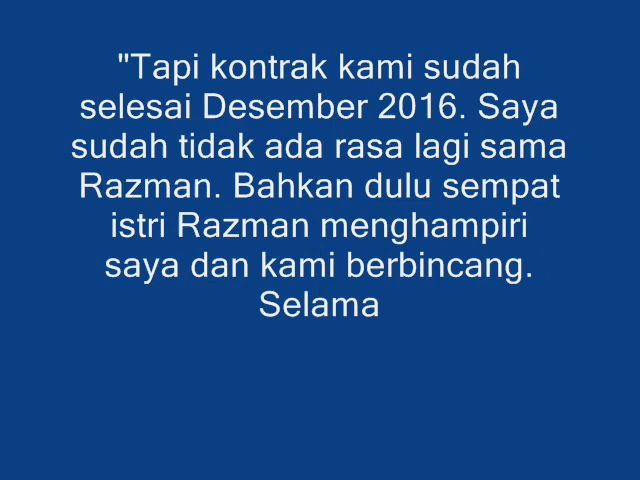 "Tapi kontrak kami sudah
selesai Desember 2016. Saya
sudah tidak ada rasa lagi sama
Razman. Bahkan dulu sempat
istri Razman menghampiri
saya dan kami berbincang.
Selama